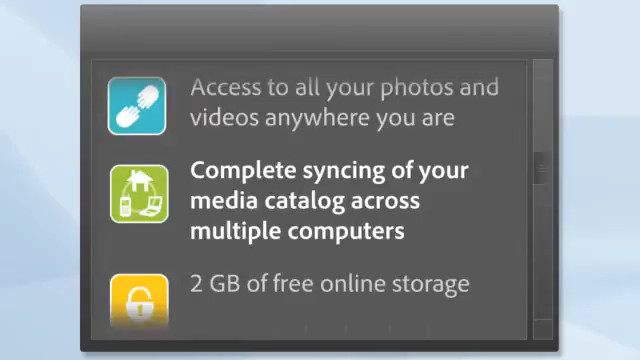 Access to all your photos and
videos anywhere you are
Complete syncing of your
media catalog across
multiple computers
2 GB of free online storage